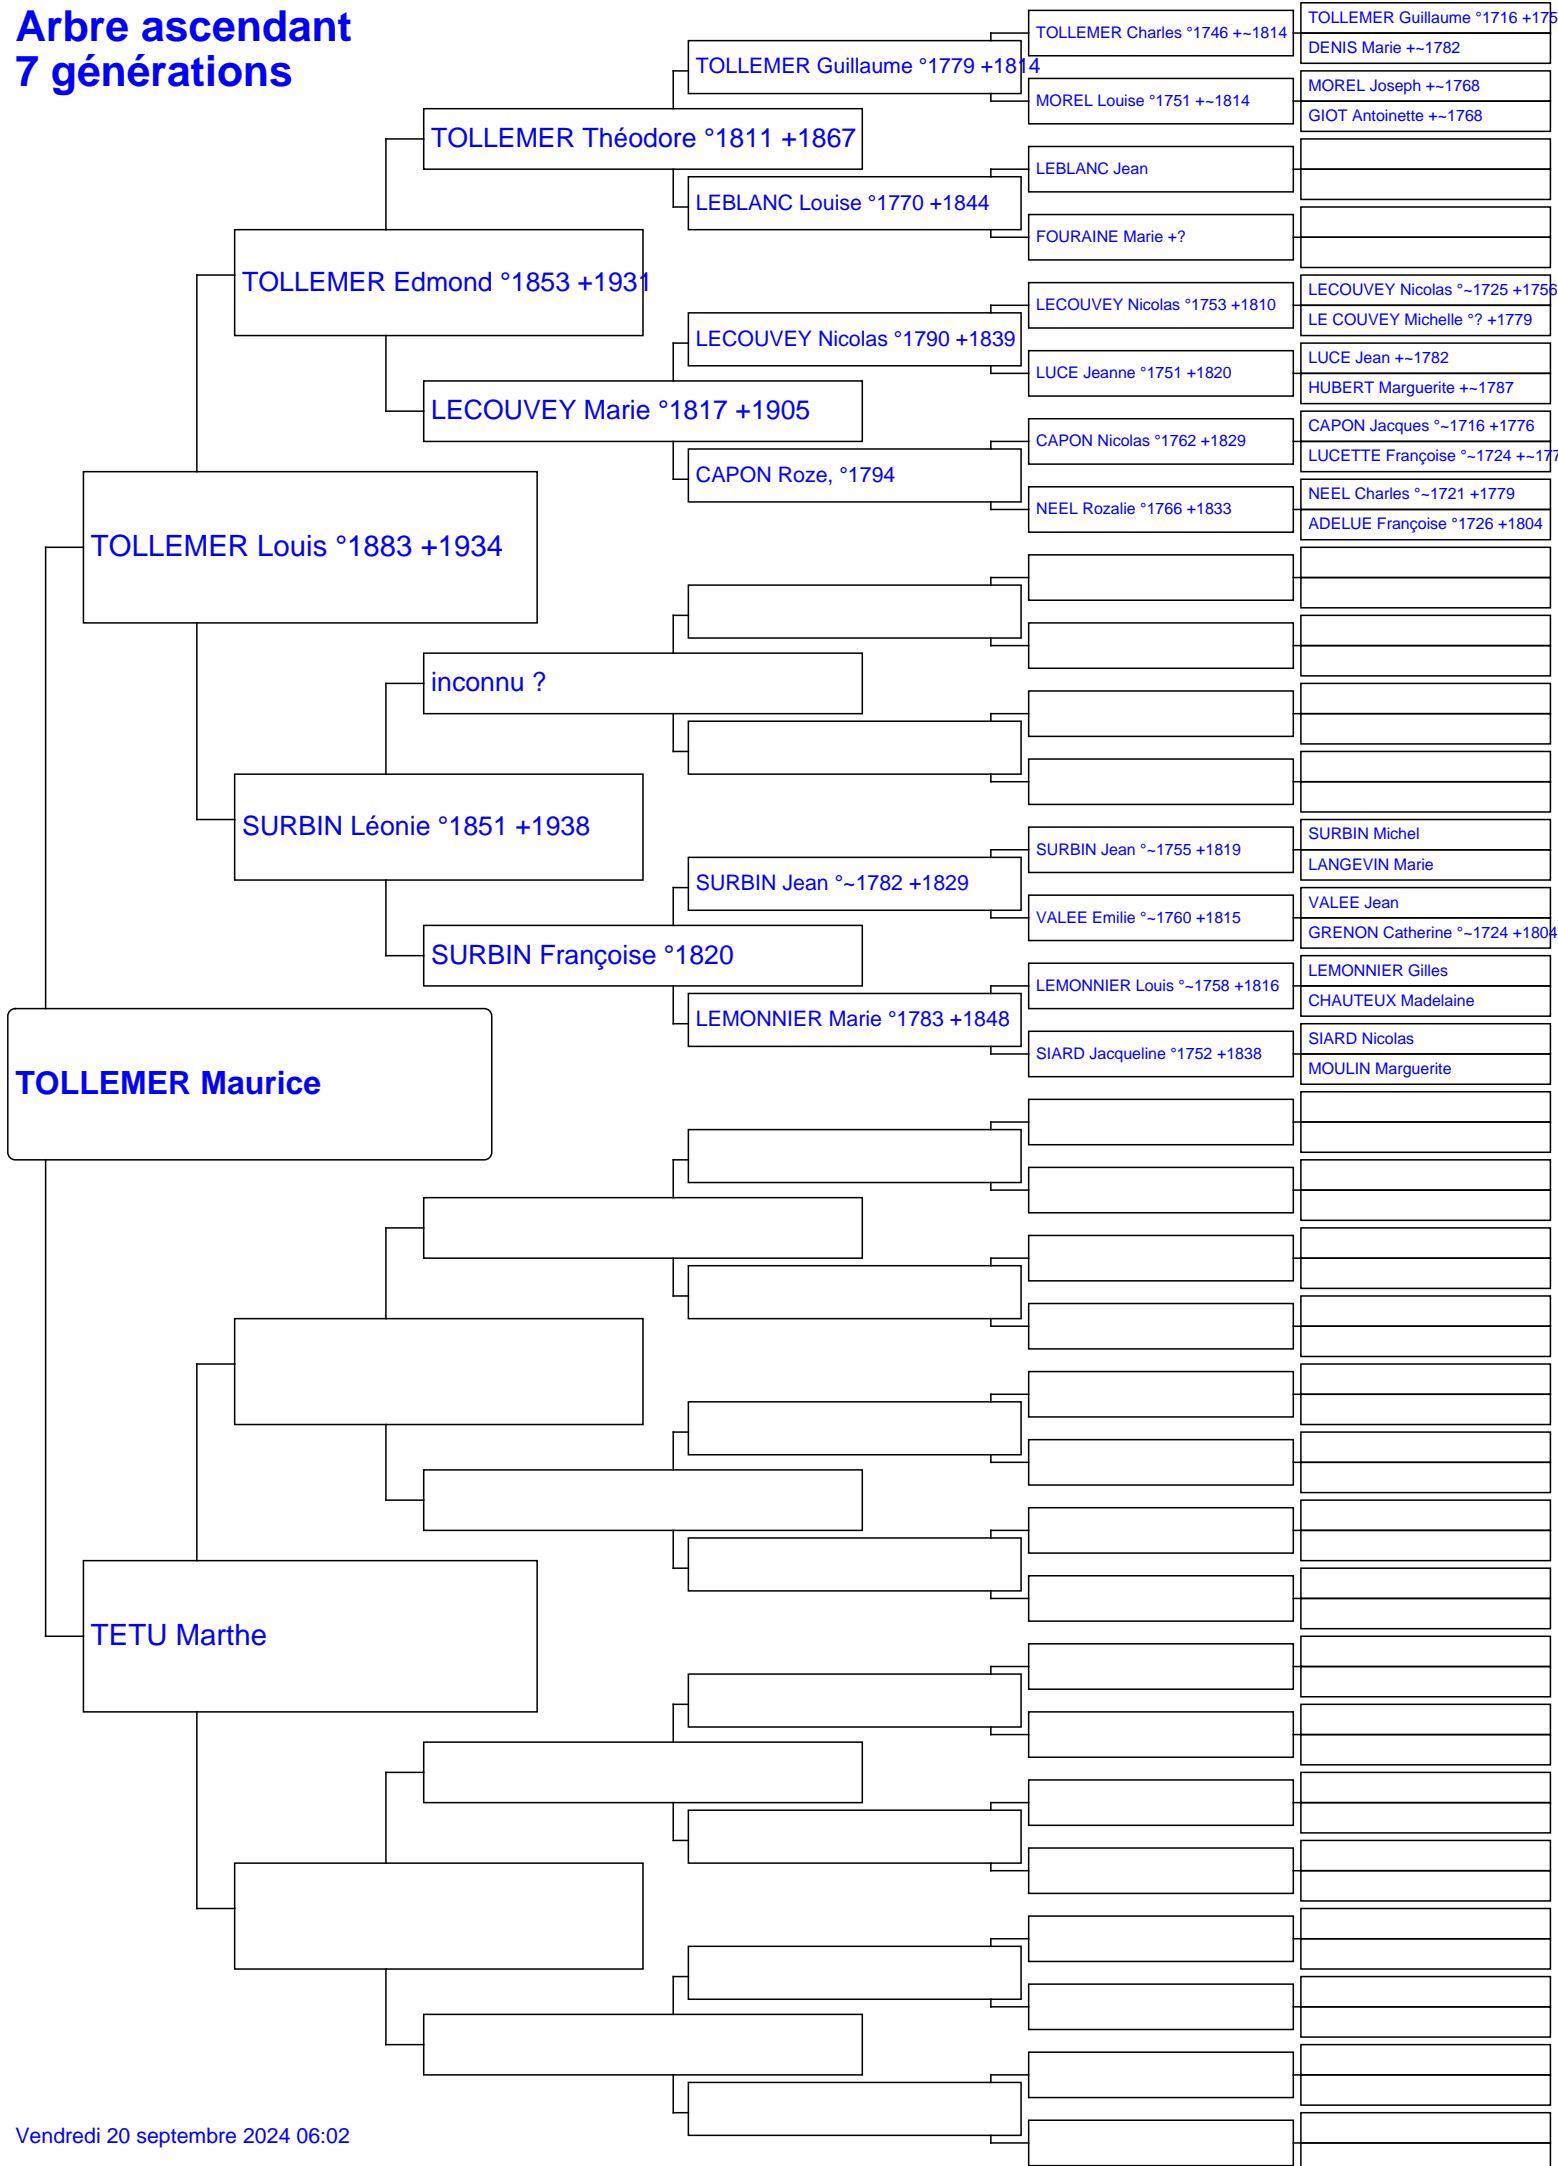 Arbre ascendant
7 générations
TOLLEMER Maurice
TOLLEMER Louis °1883 +1934
TETU Marthe
TOLLEMER Edmond °1853 +1931
SURBIN Léonie °1851 +1938
TOLLEMER Théodore °1811 +1867
LECOUVEY Marie °1817 +1905
inconnu ?
SURBIN Françoise °1820
TOLLEMER Guillaume °1779 +1814
LEBLANC Louise °1770 +1844
LECOUVEY Nicolas °1790 +1839
CAPON Roze, °1794
SURBIN Jean °~1782 +1829
LEMONNIER Marie °1783 +1848
TOLLEMER Charles °1746 +~1814
MOREL Louise °1751 +~1814
LEBLANC Jean
FOURAINE Marie +?
LECOUVEY Nicolas °1753 +1810
LUCE Jeanne °1751 +1820
CAPON Nicolas °1762 +1829
NEEL Rozalie °1766 +1833
SURBIN Jean °~1755 +1819
VALEE Emilie °~1760 +1815
LEMONNIER Louis °~1758 +1816
SIARD Jacqueline °1752 +1838
TOLLEMER Guillaume °1716 +175
DENIS Marie +~1782
MOREL Joseph +~1768
GIOT Antoinette +~1768
LECOUVEY Nicolas °~1725 +1756
LE COUVEY Michelle °? +1779
LUCE Jean +~1782
HUBERT Marguerite +~1787
CAPON Jacques °~1716 +1776
LUCETTE Françoise °~1724 +~177
NEEL Charles °~1721 +1779
ADELUE Françoise °1726 +1804
SURBIN Michel
LANGEVIN Marie
VALEE Jean
GRENON Catherine °~1724 +1804
LEMONNIER Gilles
CHAUTEUX Madelaine
SIARD Nicolas
MOULIN Marguerite
Vendredi 20 septembre 2024 06:02